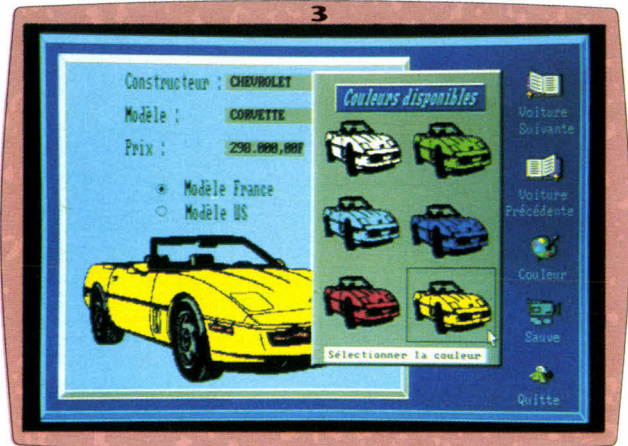 3
Constructeur : CHEVROLET
Modèle : CORVETTE
Prix : 290.000,00F
Modèle France
Modèle US
Couleurs disponibles
Sélectionner la couleur
Voiture
Suivante
Voiture
Précédente
Couleur
Sauve
Quitte